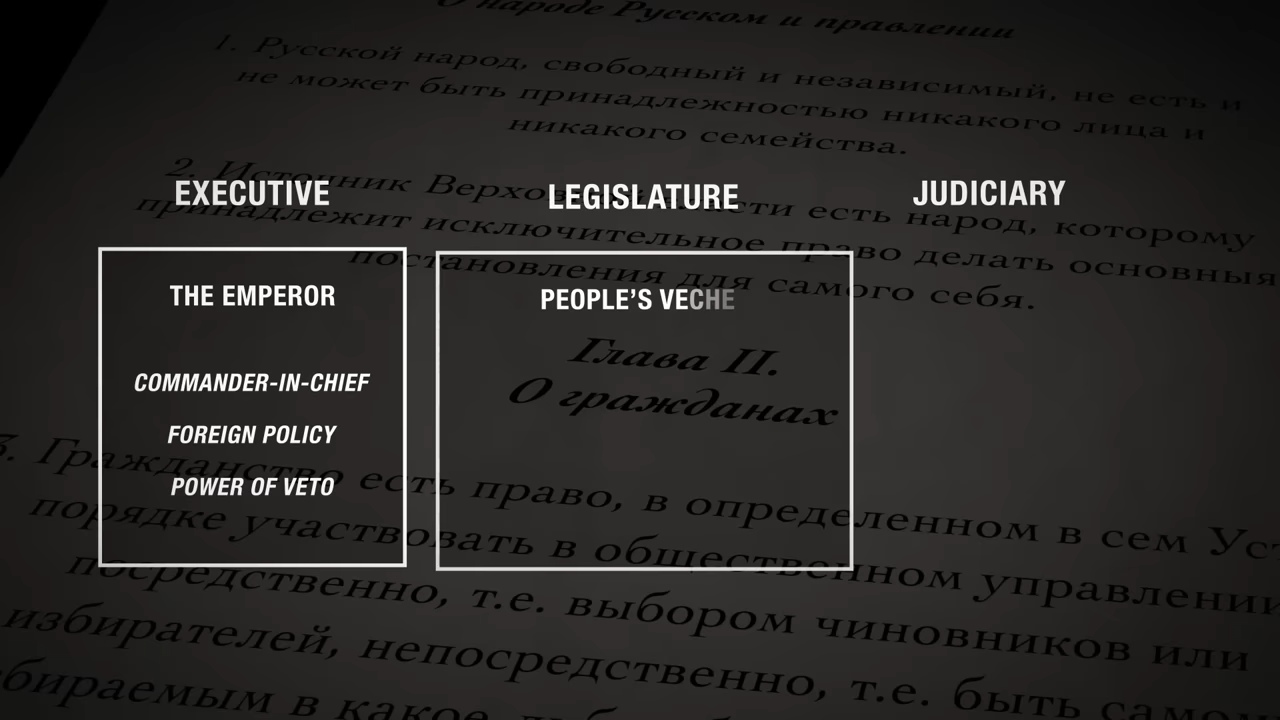 О народе Русском и правлении
1. Русской народ, свободный и независимый, не есть и
не может быть принадлежностью никакого лица и
никакого семейства.
2. Источник Верховной власти есть народ, которому
принадлежит исключительное право делать основныя
постановления для самого себя.
EXECUTIVE
LEGISLATURE
JUDICIARY
THE EMPEROR
COMMANDER-IN-CHIEF
FOREIGN POLICY
POWER OF VETO
PEOPLE’S VECHE
Глава II.
О гражданах
3. Гражданство есть право, в определенном в сем Уст
порядке участвовать в общественном управлении
посредственно, т.е. выбором чиновников или
избирателей, непосредственно, т.е. быть самом
бираемым в какое